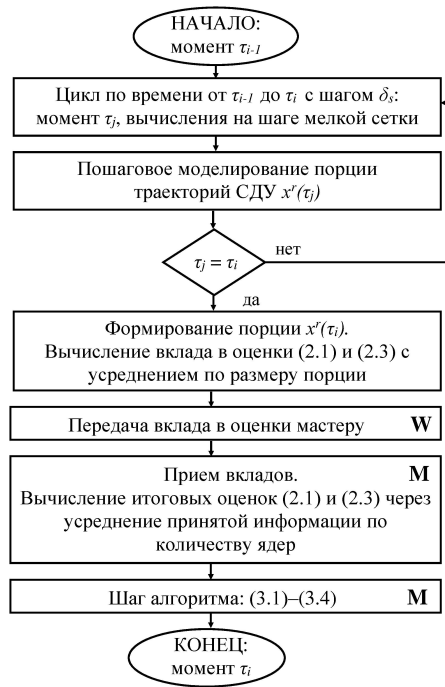 НАЧАЛО:
момент τᵢ₋₁
Цикл по времени от τᵢ₋₁ до τᵢ с шагом δₛ:
момент τⱼ, вычисления на шаге мелкой сетки
Пошаговое моделирование порции
траекторий СДУ xʳ(τⱼ)
τⱼ = τᵢ
нет
да
Формирование порции xʳ(τᵢ).
Вычисление вклада в оценки (2.1) и (2.3) с
усреднением по размеру порции
Передача вклада в оценки мастеру W
Прием вкладов. M
Вычисление итоговых оценок (2.1) и (2.3) через
усреднение принятой информации по
количеству ядер
Шаг алгоритма: (3.1)–(3.4) M
КОНЕЦ:
момент τᵢ